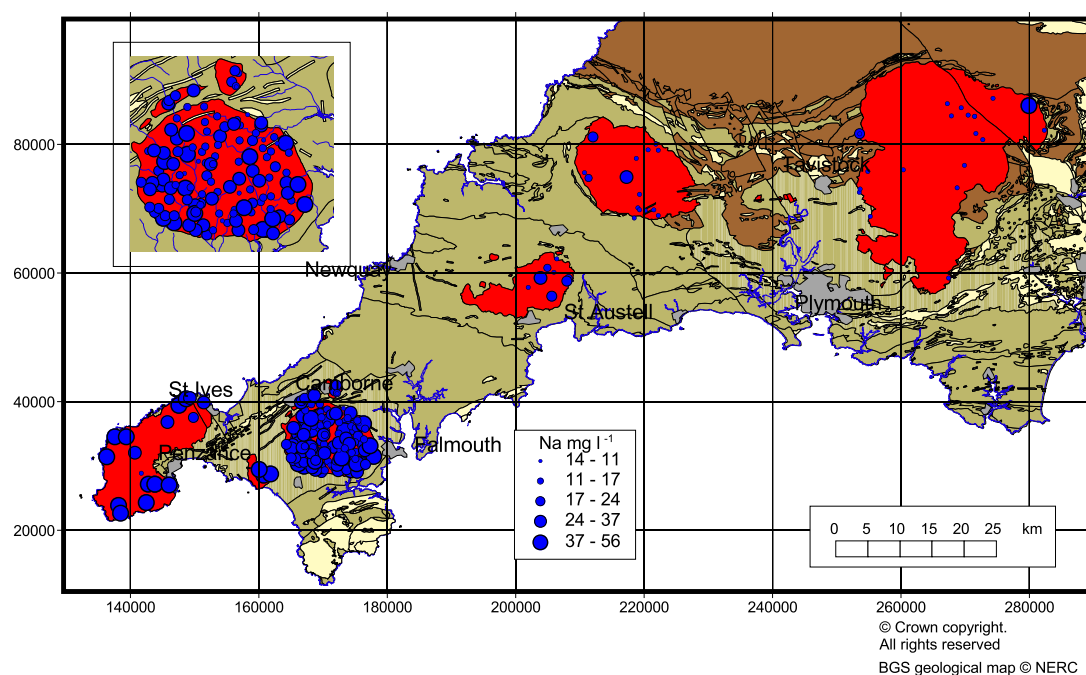 80000
60000
40000
20000
Tavistock
Newquay
Plymouth
St Austell
St Ives
Camborne
Falmouth
Penzance
Na mg l -1
14 - 11
11 - 17
17 - 24
24 - 37
37 - 56
0 5 10 15 20 25 km
140000 160000 180000 200000 220000 240000 260000 280000
© Crown copyright.
All rights reserved
BGS geological map © NERC